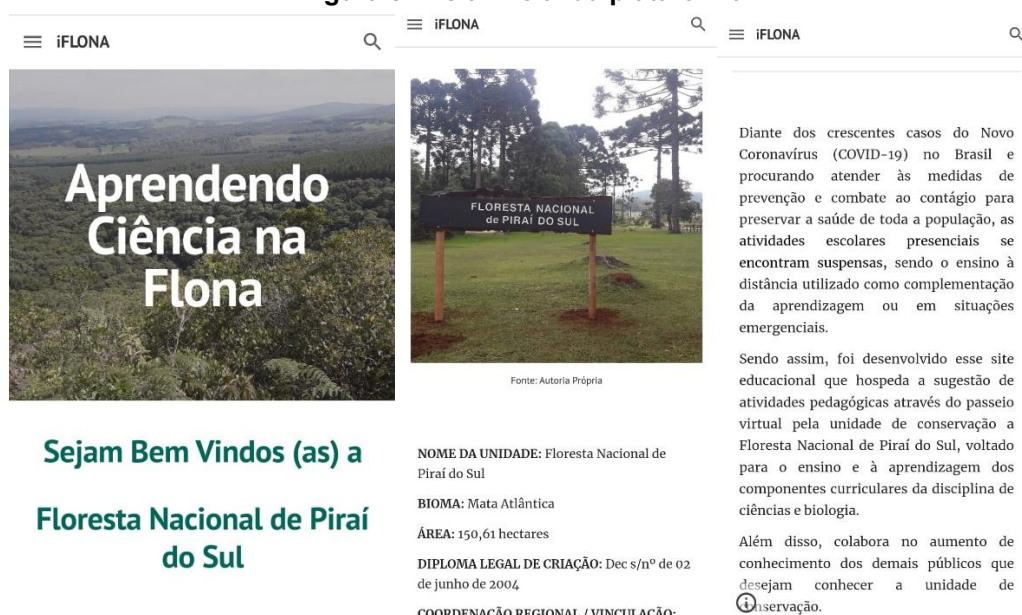 iFLONA
Aprendendo
Ciência na
Flona
Sejam Bem Vindos (as) a
Floresta Nacional de Piraí
do Sul
iFLONA
FLORESTA NACIONAL
de PIRAÍ DO SUL
Fonte: Autoria Própria
NOME DA UNIDADE: Floresta Nacional de
Piraí do Sul
BIOMA: Mata Atlântica
ÁREA: 150,61 hectares
DIPLOMA LEGAL DE CRIAÇÃO: Dec s/nº de 02
de junho de 2004
COORDENAÇÃO REGIONAL / VINCULAÇÃO:
iFLONA
Diante dos crescentes casos do Novo
Coronavírus (COVID-19) no Brasil e
procurando atender às medidas de
prevenção e combate ao contágio para
preservar a saúde de toda a população, as
atividades escolares presenciais se
encontram suspensas, sendo o ensino à
distância utilizado como complementação
da aprendizagem ou em situações
emergenciais.
Sendo assim, foi desenvolvido esse site
educacional que hospeda a sugestão de
atividades pedagógicas através do passeio
virtual pela unidade de conservação a
Floresta Nacional de Piraí do Sul, voltado
para o ensino e à aprendizagem dos
componentes curriculares da disciplina de
ciências e biologia.
Além disso, colabora no aumento de
conhecimento dos demais públicos que
desejam conhecer a unidade de
conservação.